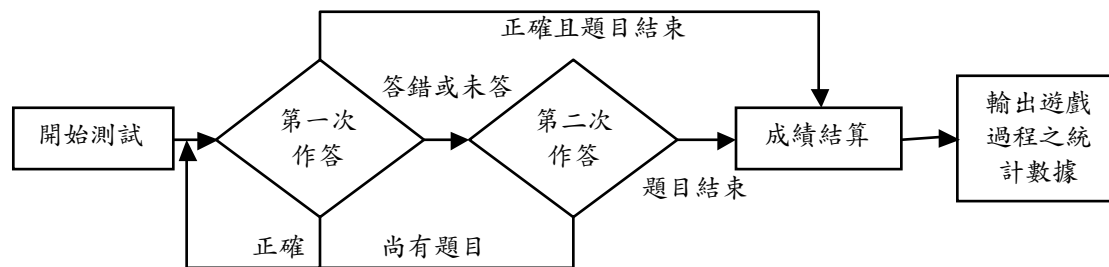 正確且題目結束
答錯或未答
開始測試
第一次
作答
第二次
作答
成績結算
輸出遊戲
過程之統
計數據
題目結束
正確
尚有題目